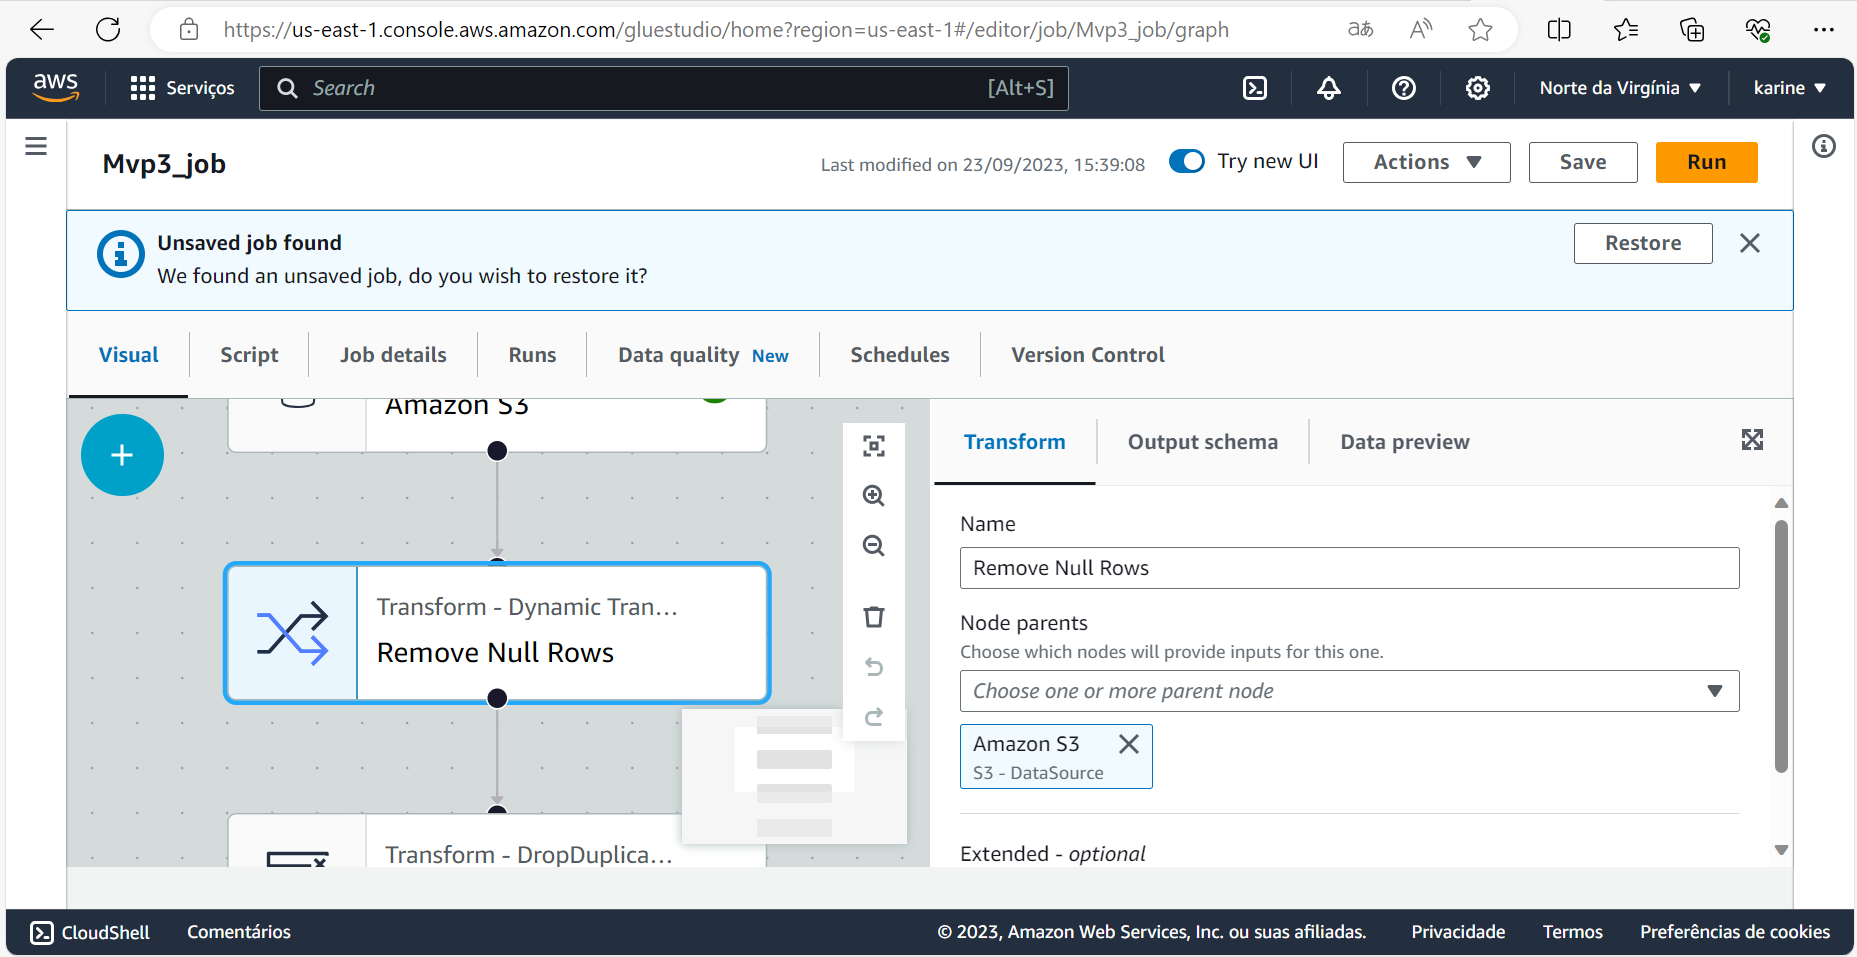 https://us-east-1.console.aws.amazon.com/gluestudio/home?region=us-east-1#/editor/job/Mvp3_job/graph
aあ
A
aws
Serviços
Search
[Alt+S]
Norte da Virgínia
karine
Mvp3_job
Last modified on 23/09/2023, 15:39:08
Try new UI
Actions
Save
Run
Unsaved job found
We found an unsaved job, do you wish to restore it?
Restore
Visual
Script
Job details
Runs
Data quality New
Schedules
Version Control
Amazon S3
Transform - Dynamic Tran...
Remove Null Rows
Transform - DropDuplica...
Transform
Output schema
Data preview
Name
Remove Null Rows
Node parents
Choose which nodes will provide inputs for this one.
Choose one or more parent node
Amazon S3
S3 - DataSource
Extended - optional
CloudShell
Comentários
© 2023, Amazon Web Services, Inc. ou suas afiliadas.
Privacidade
Termos
Preferências de cookies